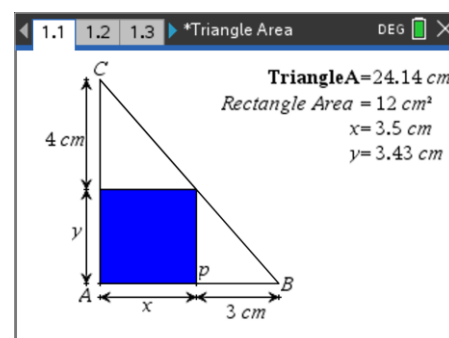 1.1 1.2 1.3 *Triangle Area DEG
TriangleA=24.14 cm
Rectangle Area = 12 cm²
x= 3.5 cm
y= 3.43 cm
C
4 cm
y
p
A
B
x
3 cm